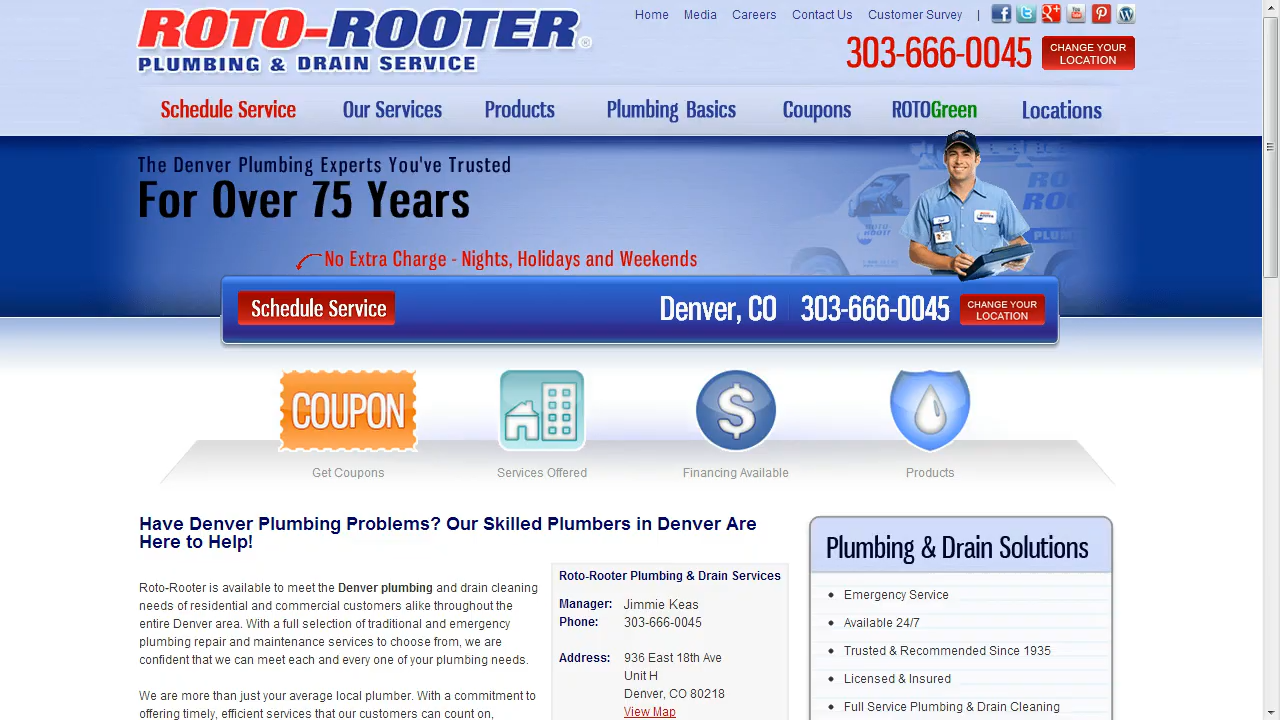 ROTO-ROOTER®
PLUMBING & DRAIN SERVICE
Home Media Careers Contact Us Customer Survey |
303-666-0045
CHANGE YOUR
LOCATION
Schedule Service Our Services Products Plumbing Basics Coupons ROTOGreen Locations
The Denver Plumbing Experts You've Trusted
For Over 75 Years
No Extra Charge - Nights, Holidays and Weekends
Schedule Service
Denver, CO 303-666-0045
CHANGE YOUR
LOCATION
COUPON
$
Get Coupons Services Offered Financing Available Products
Have Denver Plumbing Problems? Our Skilled Plumbers in Denver Are
Here to Help!
Roto-Rooter is available to meet the Denver plumbing and drain cleaning
needs of residential and commercial customers alike throughout the
entire Denver area. With a full selection of traditional and emergency
plumbing repair and maintenance services to choose from, we are
confident that we can meet each and every one of your plumbing needs.
We are more than just your average local plumber. With a commitment to
offering timely, efficient services that our customers can count on,
Roto-Rooter Plumbing & Drain Services
Manager: Jimmie Keas
Phone: 303-666-0045
Address: 936 East 18th Ave
Unit H
Denver, CO 80218
View Map
Plumbing & Drain Solutions
• Emergency Service
• Available 24/7
• Trusted & Recommended Since 1935
• Licensed & Insured
• Full Service Plumbing & Drain Cleaning